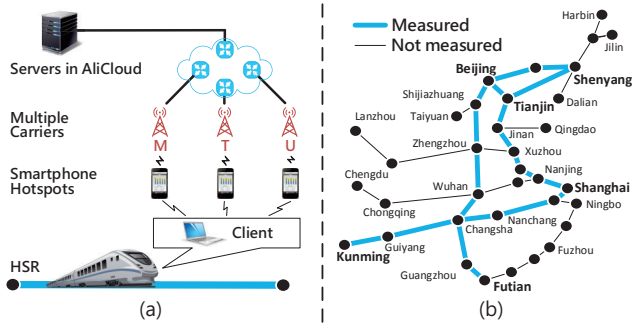 Servers in AliCloud
Multiple
Carriers
M T U
Smartphone
Hotspots
Client
HSR
(a)
Measured
Not measured
Harbin
Jilin
Beijing
Shenyang
Shijiazhuang
Tianjin
Dalian
Taiyuan
Lanzhou
Jinan
Qingdao
Zhengzhou
Xuzhou
Chengdu
Nanjing
Wuhan
Shanghai
Chongqing
Ningbo
Nanchang
Changsha
Guiyang
Kunming
Fuzhou
Guangzhou
Futian
(b)